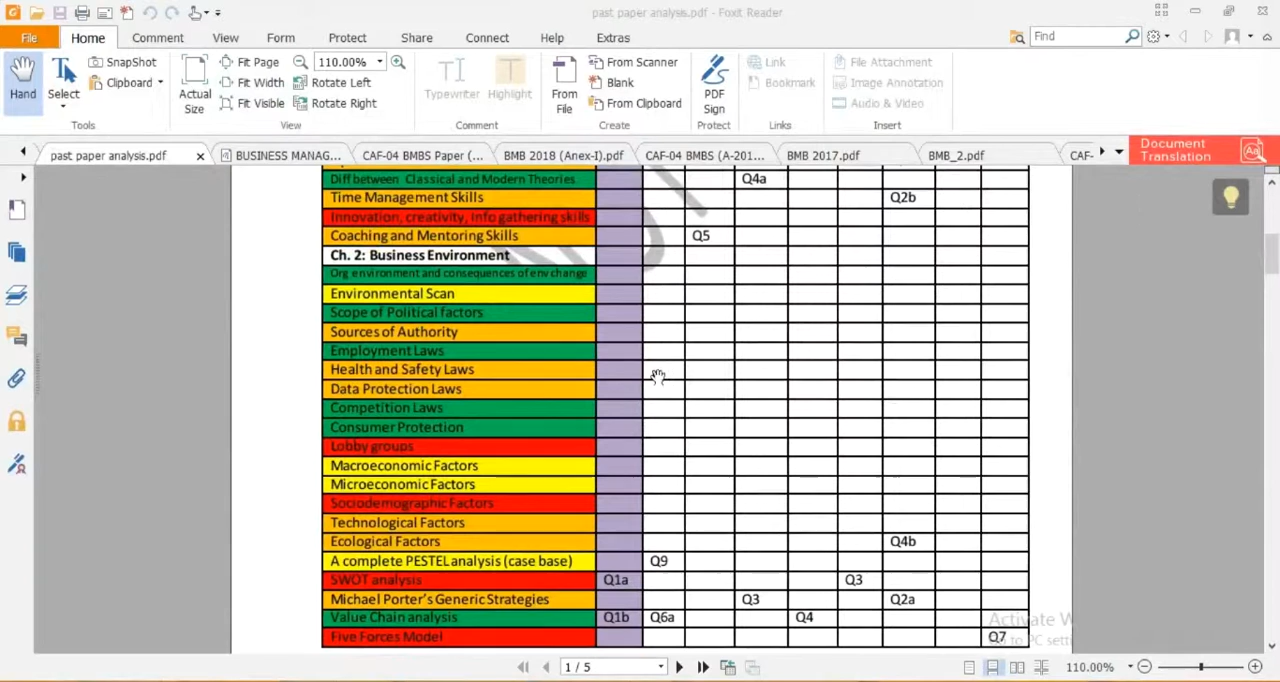 past paper analysis.pdf - Foxit Reader
File Home Comment View Form Protect Share Connect Help Extras Find
Hand
Select
SnapShot
Clipboard
Actual Size
Fit Page
Fit Width
Fit Visible
110.00%
Rotate Left
Rotate Right
Typewriter
Highlight
From File
From Scanner
Blank
From Clipboard
PDF Sign
Link
Bookmark
File Attachment
Image Annotation
Audio & Video
Tools View Comment Create Protect Links Insert
past paper analysis.pdf BUSINESS MANAG... CAF-04 BMBS Paper (... BMB 2018 (Anex-I).pdf CAF-04 BMBS (A-201... BMB 2017.pdf BMB_2.pdf CAF-
Document Translation
Diff between Classical and Modern Theories Q4a
Time Management Skills Q2b
Innovation, creativity, Info gathering skills
Coaching and Mentoring Skills Q5
Ch. 2: Business Environment
Org environment and consequences of env change
Environmental Scan
Scope of Political factors
Sources of Authority
Employment Laws
Health and Safety Laws
Data Protection Laws
Competition Laws
Consumer Protection
Lobby groups
Macroeconomic Factors
Microeconomic Factors
Sociodemographic Factors
Technological Factors
Ecological Factors Q4b
A complete PESTEL analysis (case base) Q9
SWOT analysis Q1a Q3
Michael Porter's Generic Strategies Q3 Q2a
Value Chain analysis Q1b Q6a Q4
Five Forces Model Q7
Activate W
Go to PC setti
1 / 5
110.00%